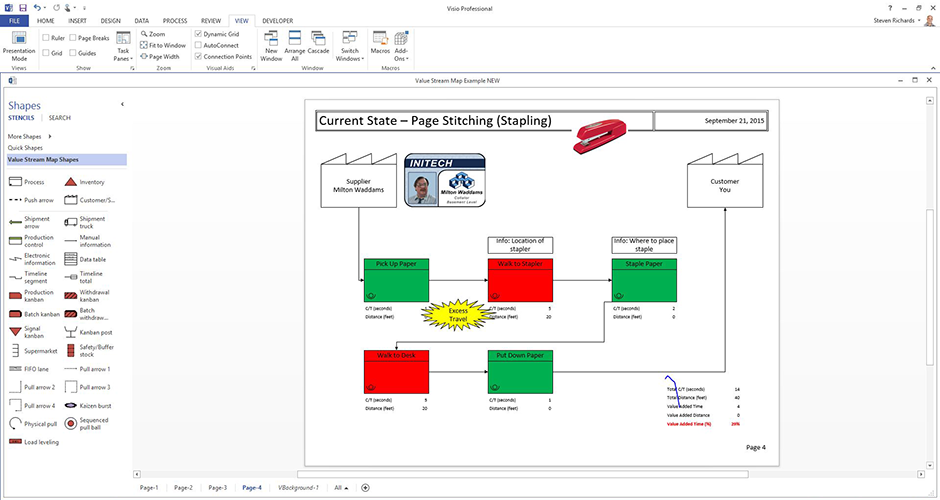 Visio Professional
Steven Richards
FILE HOME INSERT DESIGN DATA PROCESS REVIEW VIEW DEVELOPER
Presentation Mode
Ruler Page Breaks
Grid Guides
Task Panes
Zoom
Fit to Window
Page Width
Dynamic Grid
AutoConnect
Connection Points
New Window
Arrange All
Cascade
Switch Windows
Macros
Add-Ons
Views Show Zoom Visual Aids Window Macros
Value Stream Map Example NEW
Shapes
STENCILS SEARCH
More Shapes
Quick Shapes
Value Stream Map Shapes
Process Inventory
Push arrow Customer/S...
Shipment arrow Shipment truck
Production control Manual information
Electronic information Data table
Timeline segment Timeline total
Production kanban Withdrawal kanban
Batch kanban Batch withdraw...
Signal kanban Kanban post
Supermarket Safety/Buffer stock
FIFO lane Pull arrow 1
Pull arrow 2 Pull arrow 3
Pull arrow 4 Kaizen burst
Physical pull Sequenced pull ball
Load leveling
Current State – Page Stitching (Stapling)
September 21, 2015
Supplier
Milton Waddams
INITECH
Milton Waddams
Cellular
Basement Level
Customer
You
Info: Location of
stapler
Info: Where to place
staple
Pick Up Paper
Walk to Stapler
Staple Paper
C/T (seconds) 5
Distance (feet) 20
C/T (seconds) 2
Distance (feet) 0
Excess
Travel
Walk to Desk
Put Down Paper
C/T (seconds) 5
Distance (feet) 20
C/T (seconds) 1
Distance (feet) 0
Total C/T (seconds) 14
Total Distance (feet) 40
Value Added Time 4
Value Added Distance 0
Value Added Time (%) 29%
Page 4
Page-1 Page-2 Page-3 Page-4 VBackground-1 All